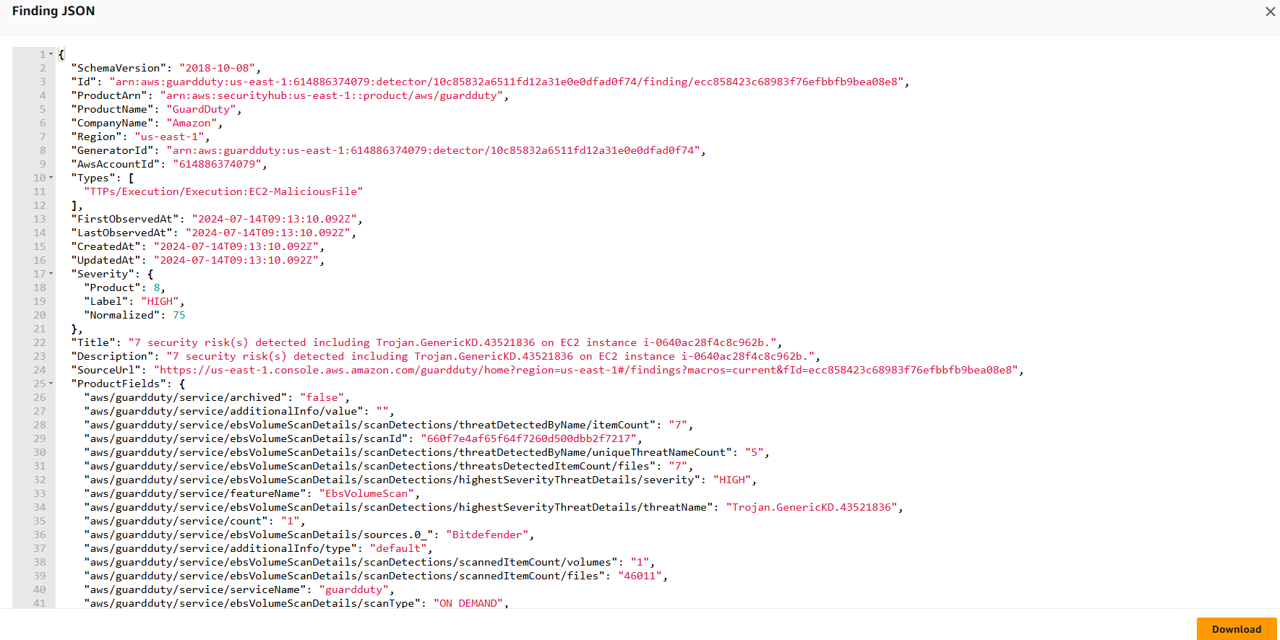 Finding JSON
1 {
2 "SchemaVersion": "2018-10-08",
3 "Id": "arn:aws:guardduty:us-east-1:614886374079:detector/10c85832a6511fd12a31e0e0dfad0f74/finding/ecc858423c68983f76efbbfb9bea08e8",
4 "ProductArn": "arn:aws:securityhub:us-east-1::product/aws/guardduty",
5 "ProductName": "GuardDuty",
6 "CompanyName": "Amazon",
7 "Region": "us-east-1",
8 "GeneratorId": "arn:aws:guardduty:us-east-1:614886374079:detector/10c85832a6511fd12a31e0e0dfad0f74",
9 "AwsAccountId": "614886374079",
10 "Types": [
11 "TTPs/Execution/Execution:EC2-MaliciousFile"
12 ],
13 "FirstObservedAt": "2024-07-14T09:13:10.092Z",
14 "LastObservedAt": "2024-07-14T09:13:10.092Z",
15 "CreatedAt": "2024-07-14T09:13:10.092Z",
16 "UpdatedAt": "2024-07-14T09:13:10.092Z",
17 "Severity": {
18 "Product": 8,
19 "Label": "HIGH",
20 "Normalized": 75
21 },
22 "Title": "7 security risk(s) detected including Trojan.GenericKD.43521836 on EC2 instance i-0640ac28f4c8c962b.",
23 "Description": "7 security risk(s) detected including Trojan.GenericKD.43521836 on EC2 instance i-0640ac28f4c8c962b.",
24 "SourceUrl": "https://us-east-1.console.aws.amazon.com/guardduty/home?region=us-east-1#/findings?macros=current&fId=ecc858423c68983f76efbbfb9bea08e8",
25 "ProductFields": {
26 "aws/guardduty/service/archived": "false",
27 "aws/guardduty/service/additionalInfo/value": "",
28 "aws/guardduty/service/ebsVolumeScanDetails/scanDetections/threatDetectedByName/itemCount": "7",
29 "aws/guardduty/service/ebsVolumeScanDetails/scanId": "660f7e4af65f64f7260d500dbb2f7217",
30 "aws/guardduty/service/ebsVolumeScanDetails/scanDetections/threatDetectedByName/uniqueThreatNameCount": "5",
31 "aws/guardduty/service/ebsVolumeScanDetails/scanDetections/threatsDetectedItemCount/files": "7",
32 "aws/guardduty/service/ebsVolumeScanDetails/scanDetections/highestSeverityThreatDetails/severity": "HIGH",
33 "aws/guardduty/service/featureName": "EbsVolumeScan",
34 "aws/guardduty/service/ebsVolumeScanDetails/scanDetections/highestSeverityThreatDetails/threatName": "Trojan.GenericKD.43521836",
35 "aws/guardduty/service/count": "1",
36 "aws/guardduty/service/ebsVolumeScanDetails/sources.0_": "Bitdefender",
37 "aws/guardduty/service/additionalInfo/type": "default",
38 "aws/guardduty/service/ebsVolumeScanDetails/scanDetections/scannedItemCount/volumes": "1",
39 "aws/guardduty/service/ebsVolumeScanDetails/scanDetections/scannedItemCount/files": "46011",
40 "aws/guardduty/service/serviceName": "guardduty",
41 "aws/guardduty/service/ebsVolumeScanDetails/scanType": "ON_DEMAND",
Download